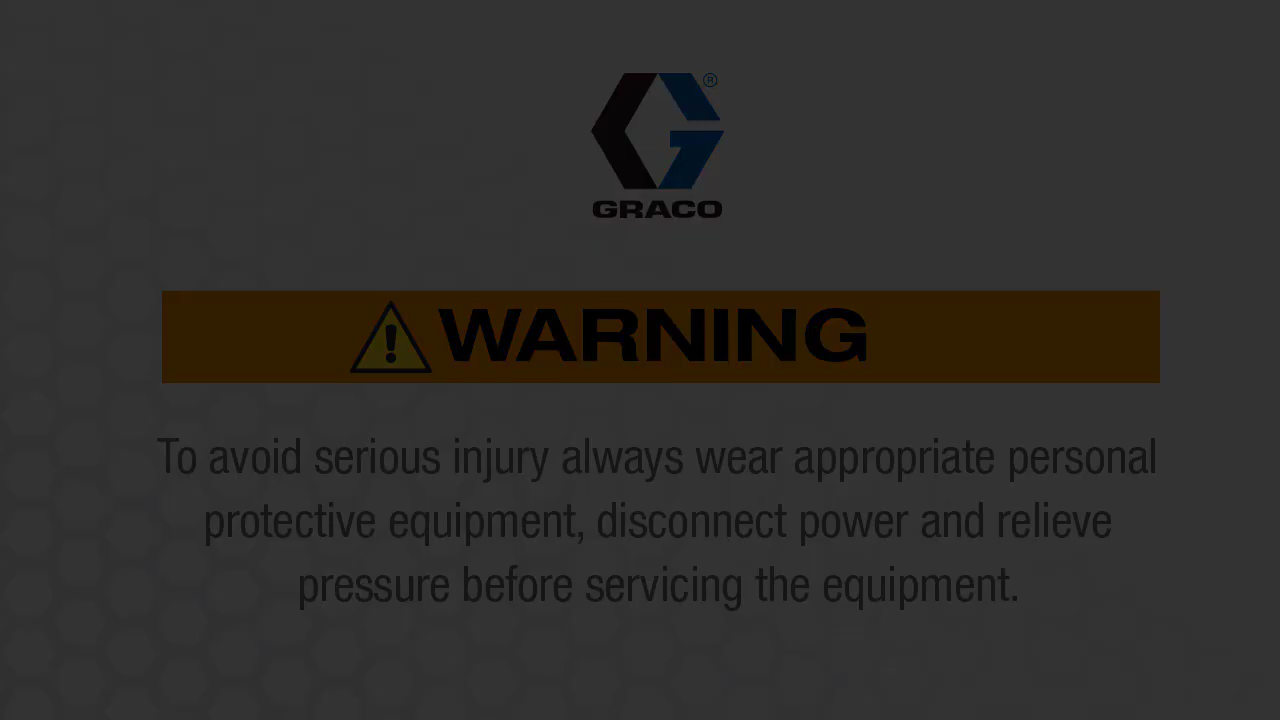 ®
GRACO
WARNING
To avoid serious injury always wear appropriate personal
protective equipment, disconnect power and relieve
pressure before servicing the equipment.